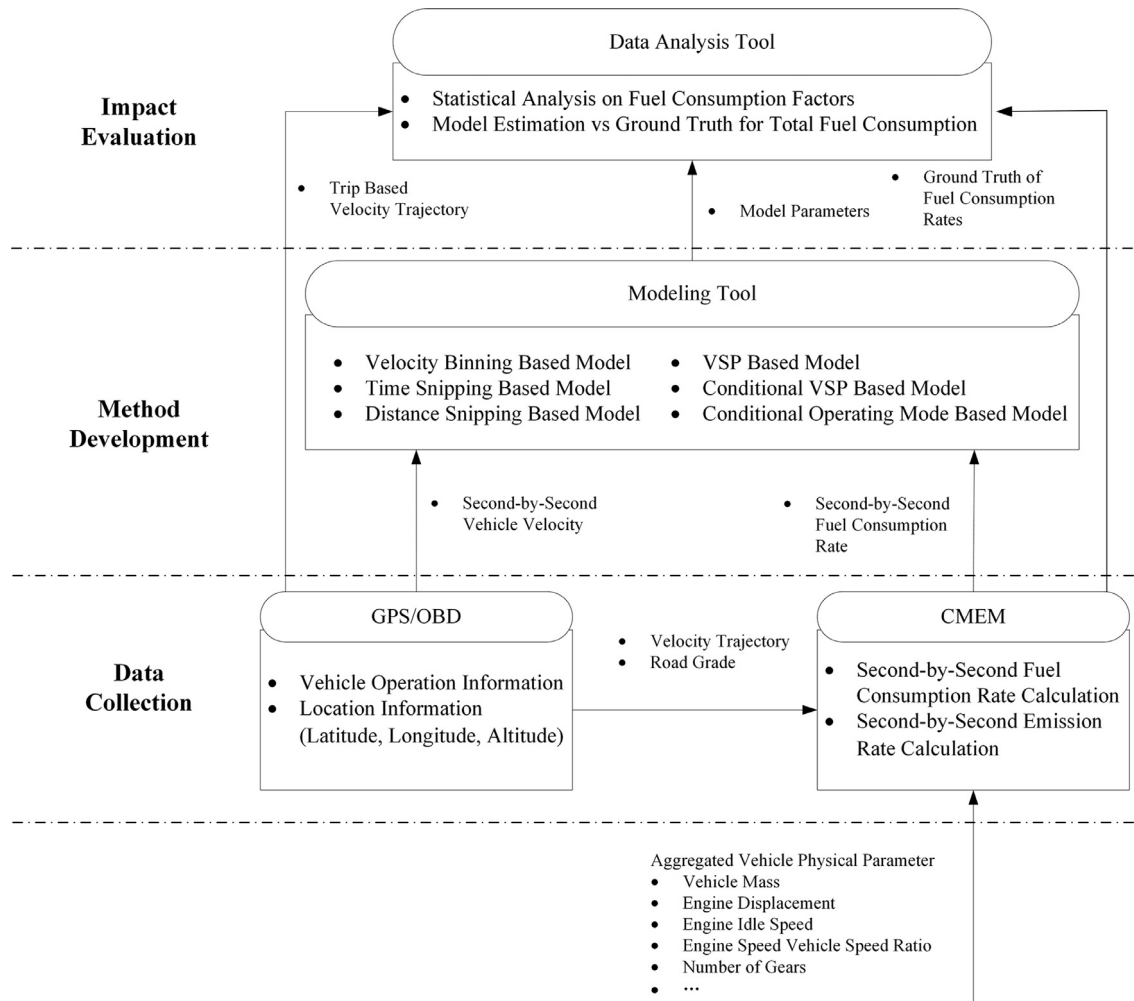 Data Analysis Tool
Impact
Evaluation
• Statistical Analysis on Fuel Consumption Factors
• Model Estimation vs Ground Truth for Total Fuel Consumption
• Trip Based
Velocity Trajectory
• Model Parameters
• Ground Truth of
Fuel Consumption
Rates
Modeling Tool
Method
Development
• Velocity Binning Based Model
• Time Snipping Based Model
• Distance Snipping Based Model
• VSP Based Model
• Conditional VSP Based Model
• Conditional Operating Mode Based Model
• Second-by-Second
Vehicle Velocity
• Second-by-Second
Fuel Consumption
Rate
Data
Collection
GPS/OBD
• Vehicle Operation Information
• Location Information
(Latitude, Longitude, Altitude)
• Velocity Trajectory
• Road Grade
CMEM
• Second-by-Second Fuel
Consumption Rate Calculation
• Second-by-Second Emission
Rate Calculation
Aggregated Vehicle Physical Parameter
• Vehicle Mass
• Engine Displacement
• Engine Idle Speed
• Engine Speed Vehicle Speed Ratio
• Number of Gears
• ...